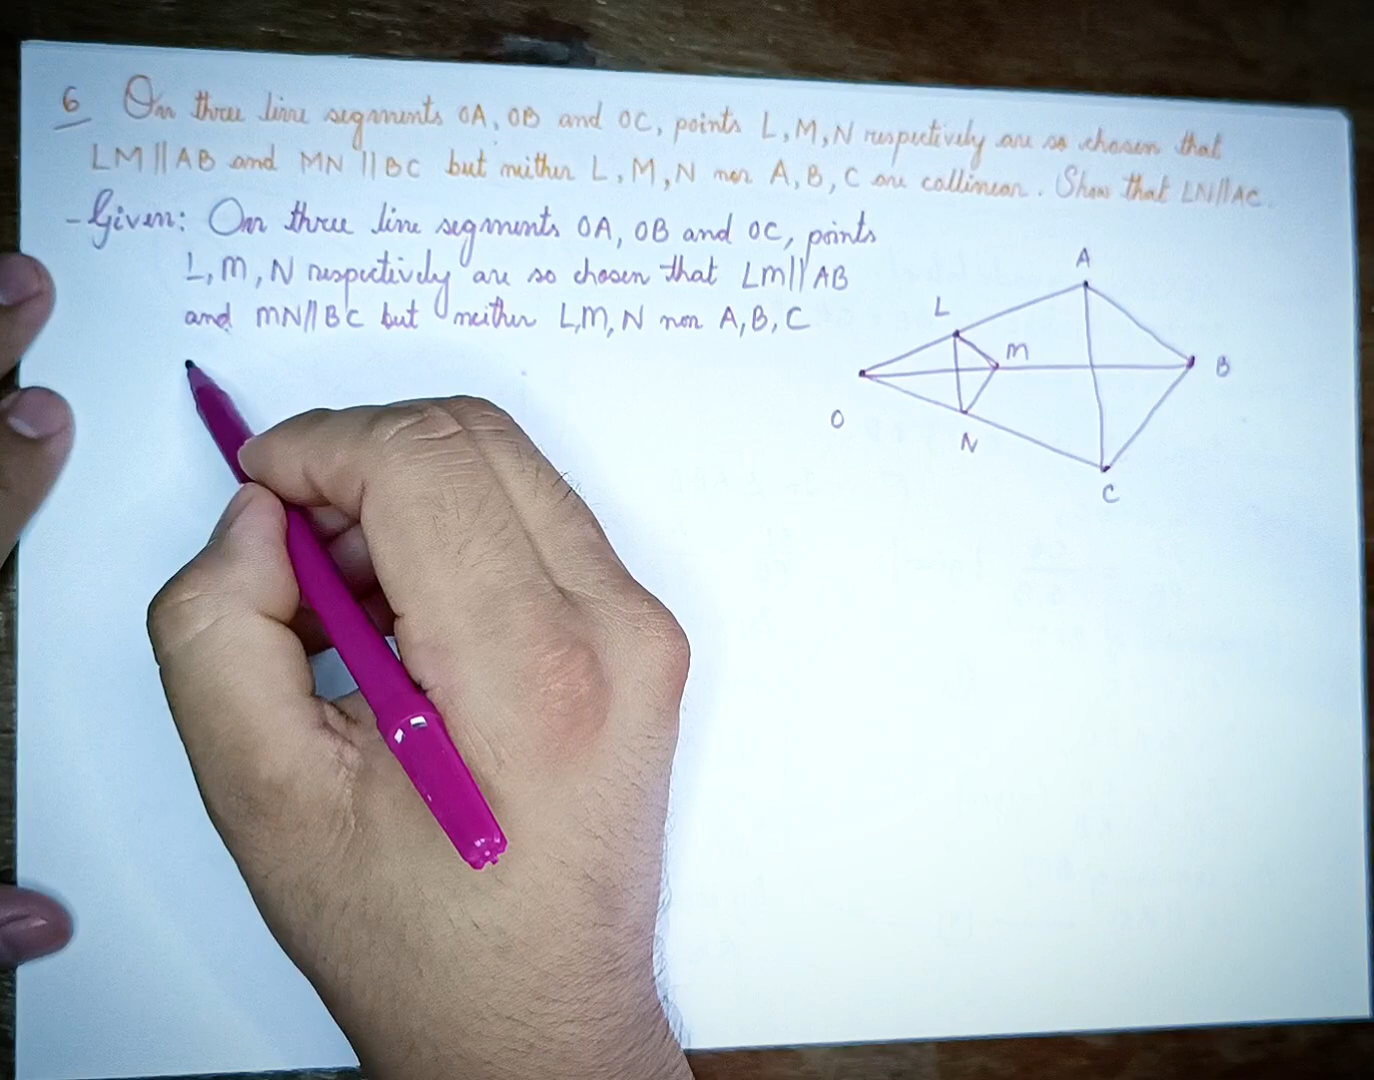 6 On three line segments OA, OB and OC, points L, M, N respectively are so chosen that
LM || AB and MN || BC but neither L, M, N nor A, B, C are collinear. Show that LN || AC.
- Given: On three line segments OA, OB and OC, points
L, M, N respectively are so chosen that LM || AB
and MN || BC but neither L, M, N nor A, B, C
A
L
M
B
O
N
C